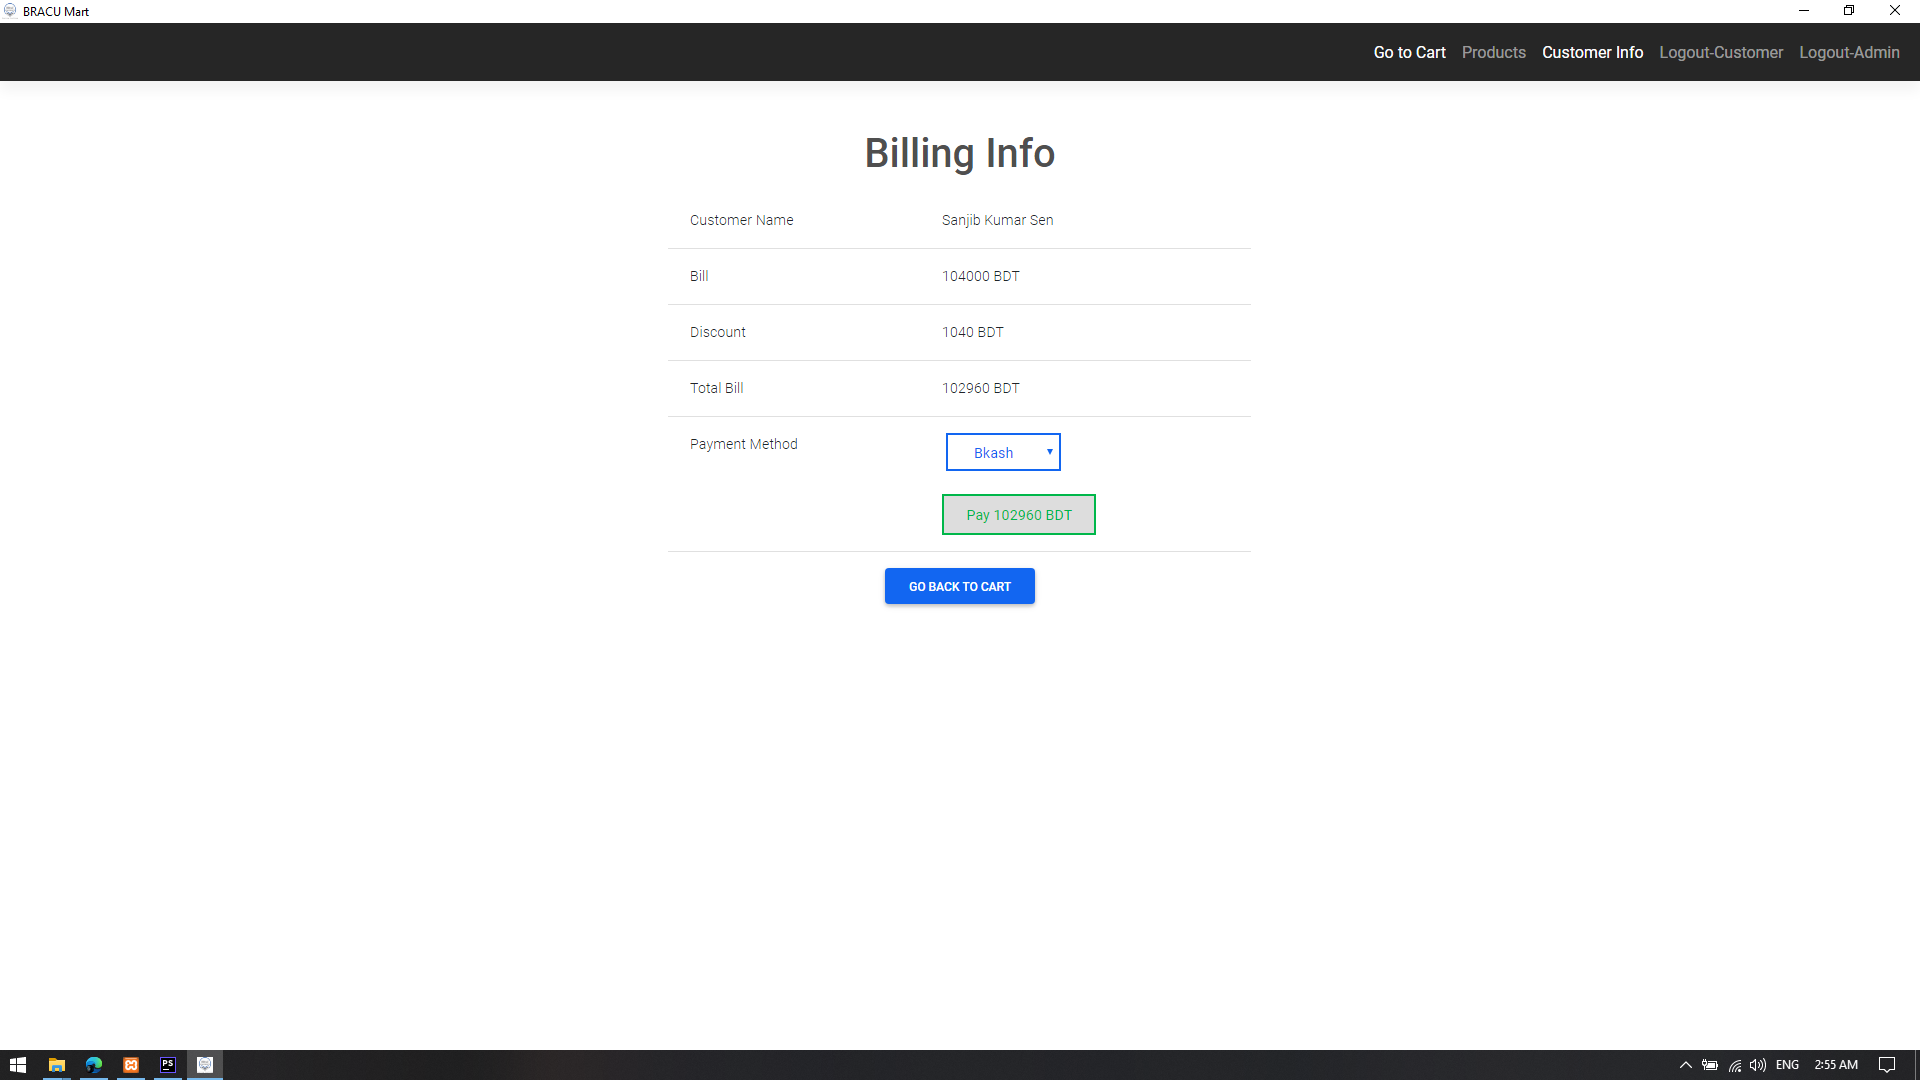 BRACU Mart
Go to Cart Products Customer Info Logout-Customer Logout-Admin
Billing Info
Customer Name Sanjib Kumar Sen
Bill 104000 BDT
Discount 1040 BDT
Total Bill 102960 BDT
Payment Method Bkash
Pay 102960 BDT
GO BACK TO CART
PS
ENG 2:55 AM